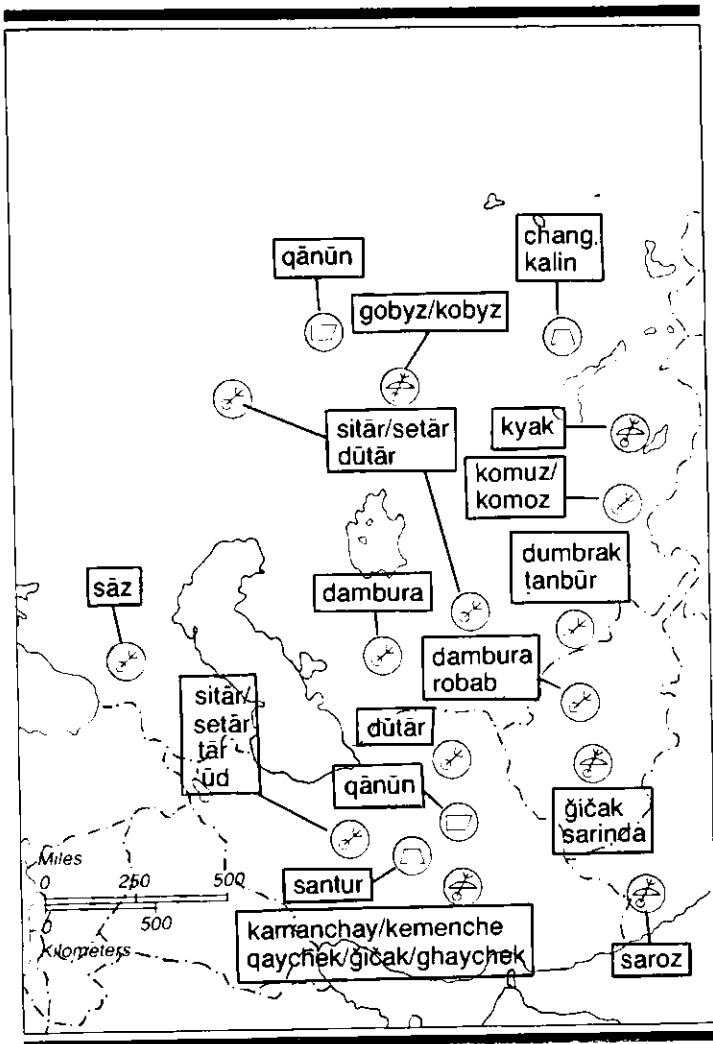 qānūn
chang.
kalin
gobyz/kobyz
sitār/setār
dūtār
kyak
komuz/
komoz
dumbrak
tanbūr
sāz
dambura
dambura
robab
sitār/
setār
tār
ūd
dūtār
qānūn
ğičak
sarinda
santur
Miles
0 250 500
0 500
Kilometers
kamanchay/kemenche
qaychek/ğičak/ghaychek
saroz